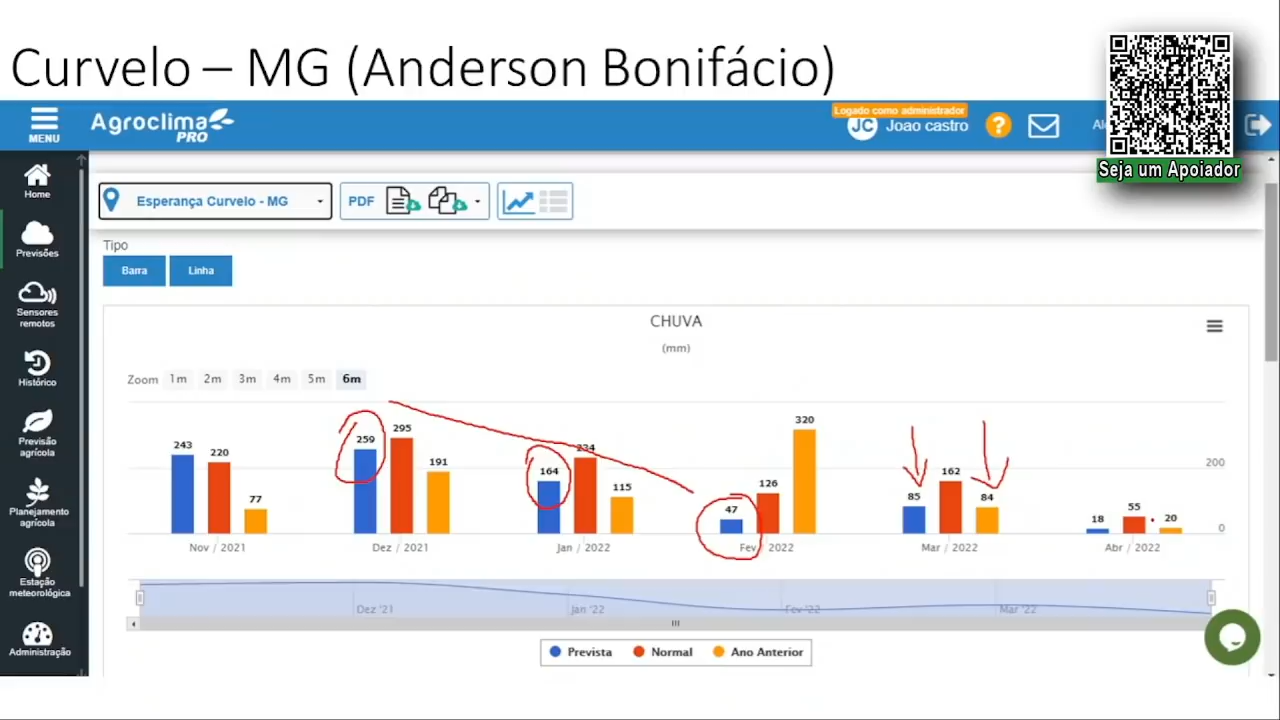 Curvelo – MG (Anderson Bonifácio)
Seja um Apoiador
MENU
Agroclima
PRO
Logado como administrador
JC Joao castro
?
Home
Previsões
Sensores
remotos
Histórico
Previsão
agrícola
Planejamento
agrícola
Estação
meteorológica
Administração
Esperança Curvelo - MG
PDF
Tipo
Barra
Linha
CHUVA
(mm)
Zoom 1m 2m 3m 4m 5m 6m
243 220 77
259 295 191
164 234 115
47 126 320
85 162 84
18 55 20
200
0
Nov / 2021 Dez / 2021 Jan / 2022 Fev / 2022 Mar / 2022 Abr / 2022
Dez '21 Jan '22 Fev '22 Mar '22
Prevista Normal Ano Anterior